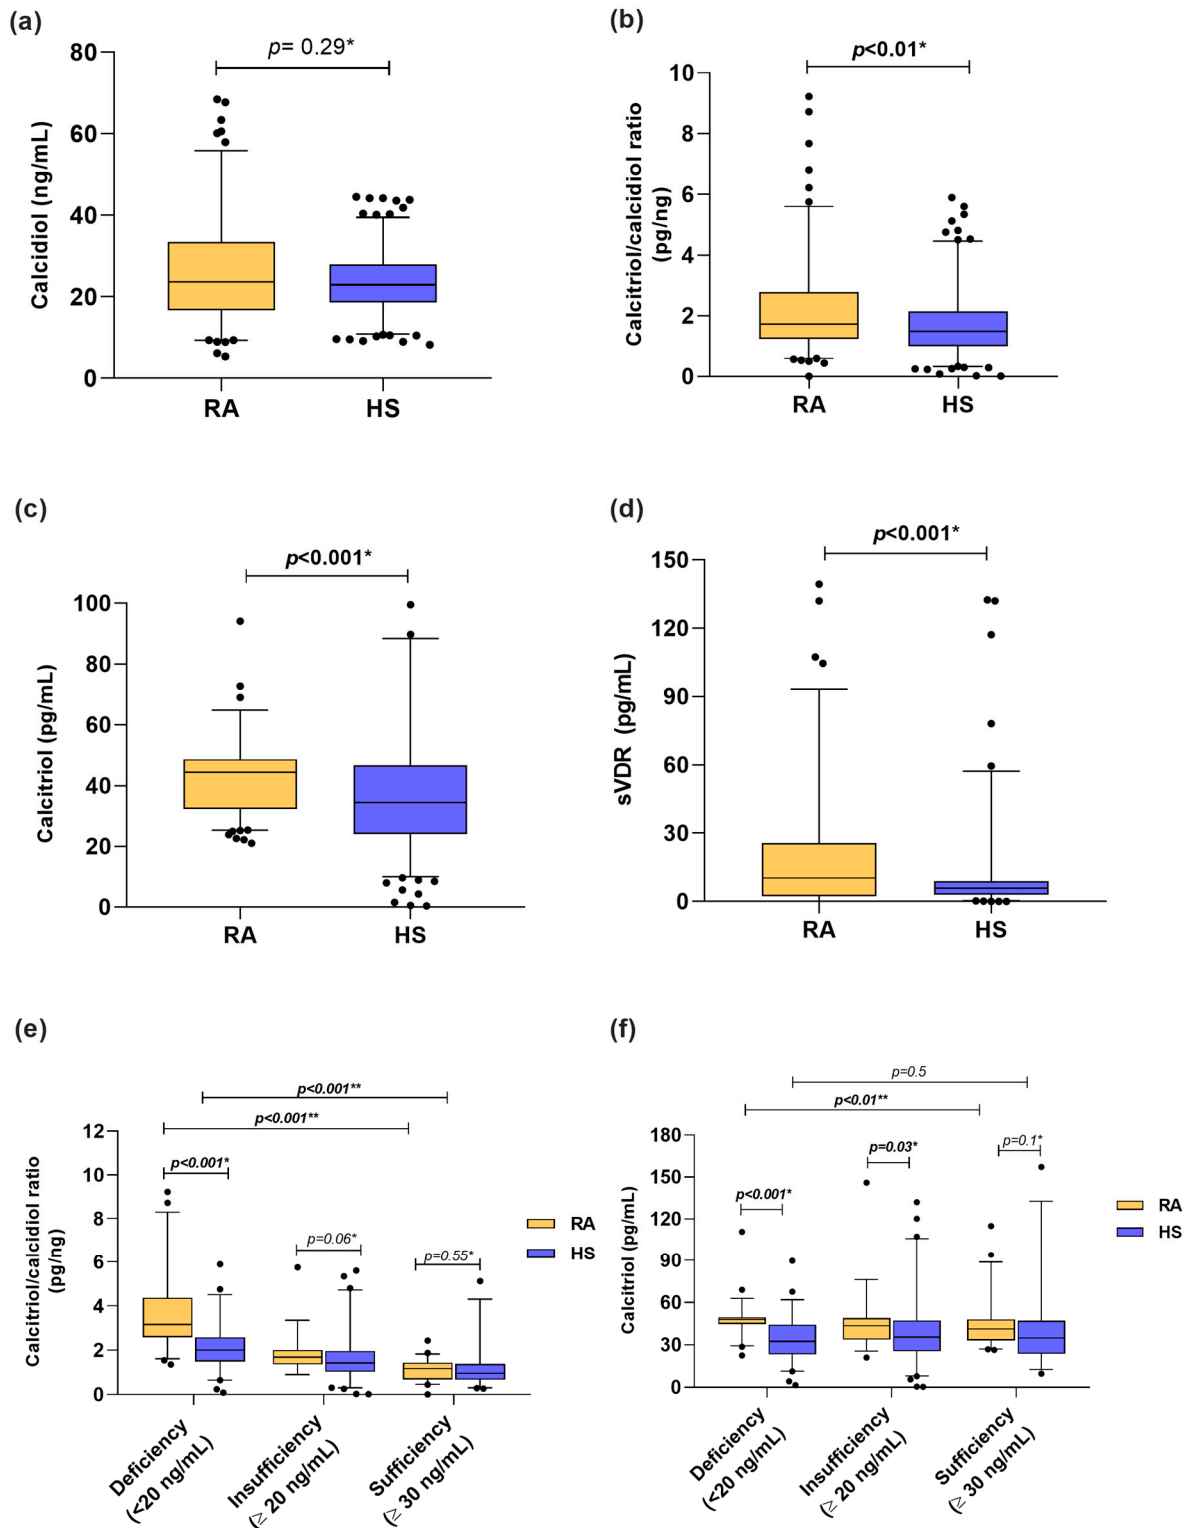 (a)
p= 0.29*
Calcidiol (ng/mL)
80
60
40
20
0
RA
HS
(b)
p<0.01*
Calcitriol/calcidiol ratio
(pg/ng)
10
8
6
4
2
0
RA
HS
(c)
p<0.001*
Calcitriol (pg/mL)
100
80
60
40
20
0
RA
HS
(d)
p<0.001*
sVDR (pg/mL)
150
120
90
60
30
0
RA
HS
(e)
p<0.001**
p<0.001**
p<0.001*
p=0.06*
p=0.55*
Calcitriol/calcidiol ratio
(pg/ng)
12
10
8
6
4
2
0
RA
HS
Deficiency
(<20 ng/mL)
Insufficiency
(≥ 20 ng/mL)
Sufficiency
(≥ 30 ng/mL)
(f)
p=0.5
p<0.01**
p<0.001*
p=0.03*
p=0.1*
Calcitriol (pg/mL)
180
150
120
90
60
30
0
RA
HS
Deficiency
(<20 ng/mL)
Insufficiency
(≥ 20 ng/mL)
Sufficiency
(≥ 30 ng/mL)